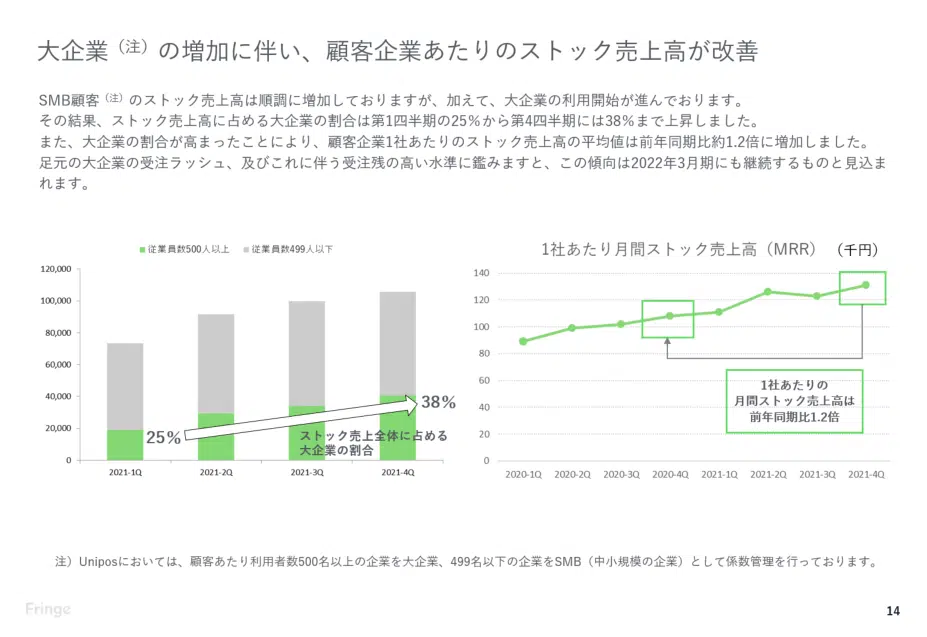 大企業（注）の増加に伴い、顧客企業あたりのストック売上高が改善
SMB顧客（注）のストック売上高は順調に増加しておりますが、加えて、大企業の利用開始が進んでおります。
その結果、ストック売上高に占める大企業の割合は第1四半期の25%から第4四半期には38%まで上昇しました。
また、大企業の割合が高まったことにより、顧客企業1社あたりのストック売上高の平均値は前年同期比約1.2倍に増加しました。
足元の大企業の受注ラッシュ、及びこれに伴う受注残の高い水準に鑑みますと、この傾向は2022年3月期にも継続するものと見込ま
れます。
従業員数500人以上 従業員数499人以下
120,000
100,000
80,000
60,000
40,000
20,000
0
25%
38%
ストック売上全体に占める
大企業の割合
2021-1Q 2021-2Q 2021-3Q 2021-4Q
1社あたり月間ストック売上高（MRR）（千円）
140
120
100
80
60
40
20
0
1社あたりの
月間ストック売上高は
前年同期比1.2倍
2020-1Q 2020-2Q 2020-3Q 2020-4Q 2021-1Q 2021-2Q 2021-3Q 2021-4Q
注）Uniposにおいては、顧客あたり利用者数500名以上の企業を大企業、499名以下の企業をSMB（中小規模の企業）として係数管理を行っております。
Fringe
14